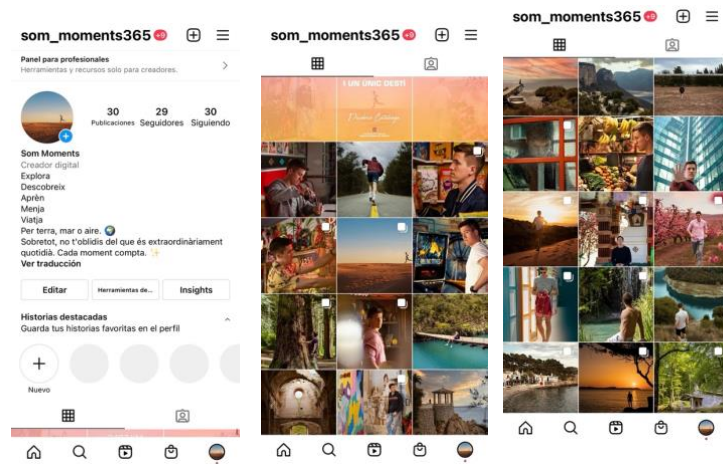 som_moments365 +9
Panel para profesionales
Herramientas y recursos solo para creadores.
30 29 30
Publicaciones Seguidores Siguiendo
Som Moments
Creador digital
Explora
Descobreix
Aprèn
Menja
Viatja
Per terra, mar o aire. 🌍
Sobretot, no t'oblidis del que és extraordinàriament
quotidià. Cada moment compta. ✨
Ver traducción
Editar Herramientas de... Insights
Historias destacadas
Guarda tus historias favoritas en el perfil
Nuevo
som_moments365 +9
I UN ÚNIC DESTÍ
som_moments365 +9